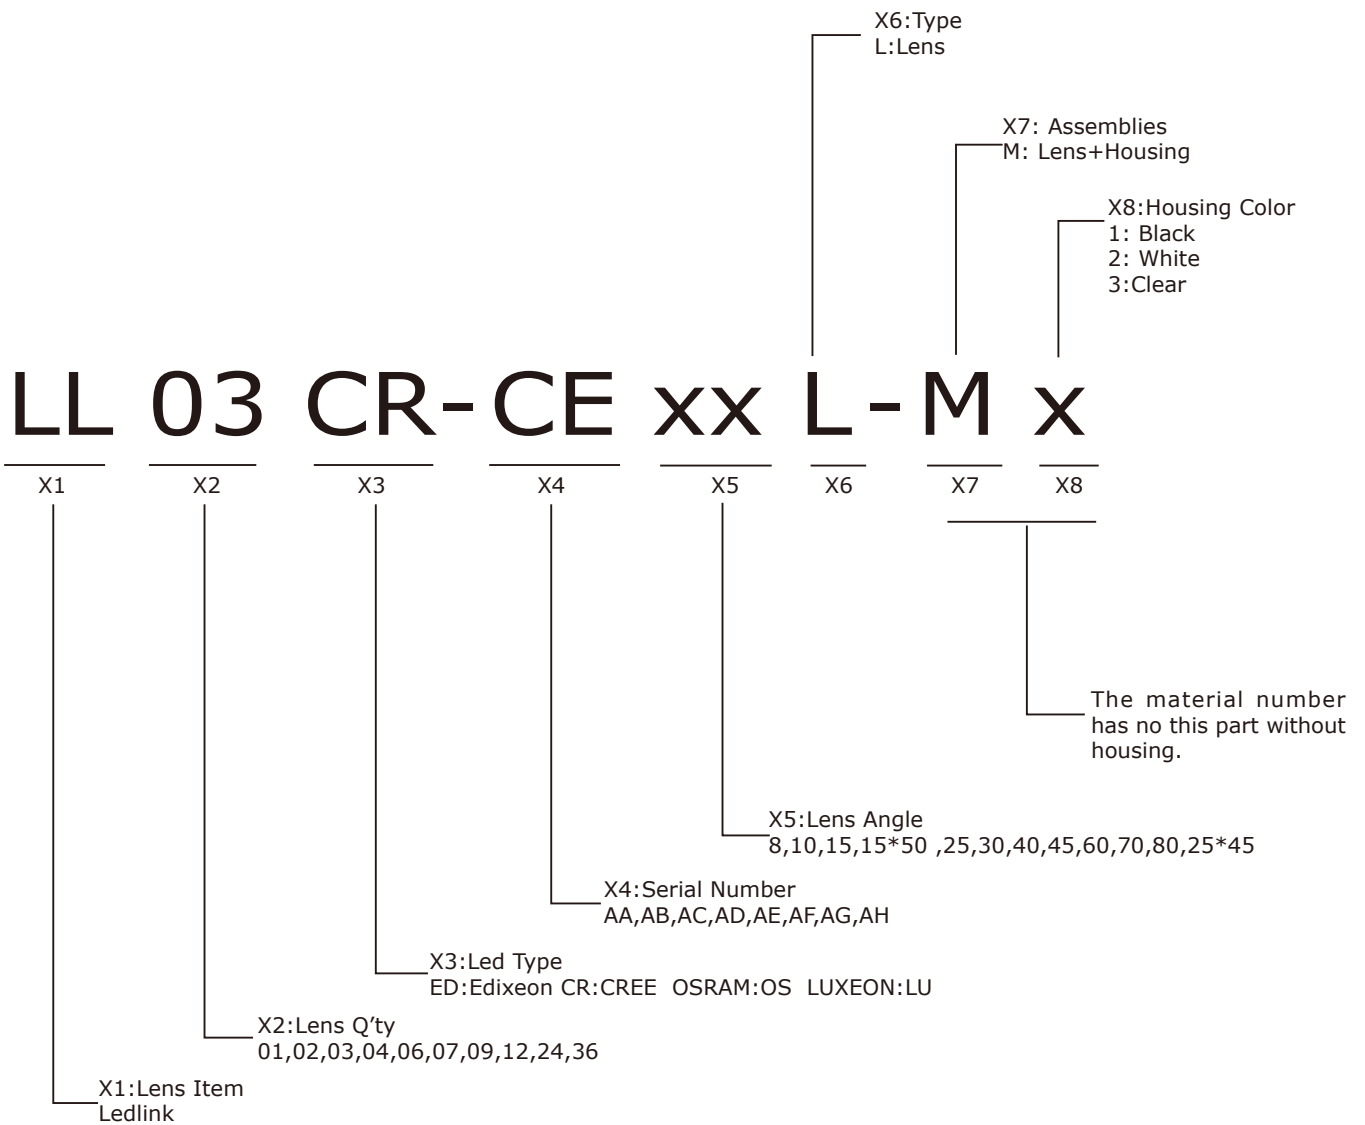 X6:Type
L:Lens
X7: Assemblies
M: Lens+Housing
X8:Housing Color
1: Black
2: White
3:Clear
LL 03 CR-CE xx L-M x
X1 X2 X3 X4 X5 X6 X7 X8
The material number
has no this part without
housing.
X5:Lens Angle
8,10,15,15*50 ,25,30,40,45,60,70,80,25*45
X4:Serial Number
AA,AB,AC,AD,AE,AF,AG,AH
X3:Led Type
ED:Edixeon CR:CREE  OSRAM:OS  LUXEON:LU
X2:Lens Q’ty
01,02,03,04,06,07,09,12,24,36
X1:Lens Item
Ledlink